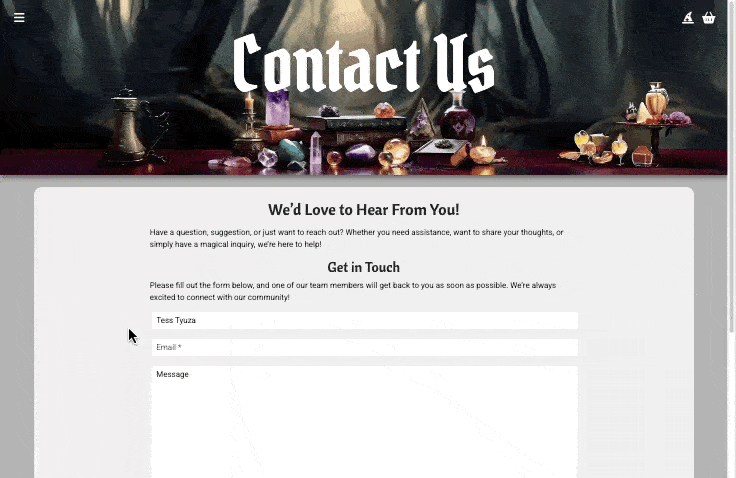 Contact Us
We'd Love to Hear From You!
Have a question, suggestion, or just want to reach out? Whether you need assistance, want to share your thoughts, or
simply have a magical inquiry, we're here to help!
Get in Touch
Please fill out the form below, and one of our team members will get back to you as soon as possible. We're always
excited to connect with our community!
Tess Tyuza
Email *
Message